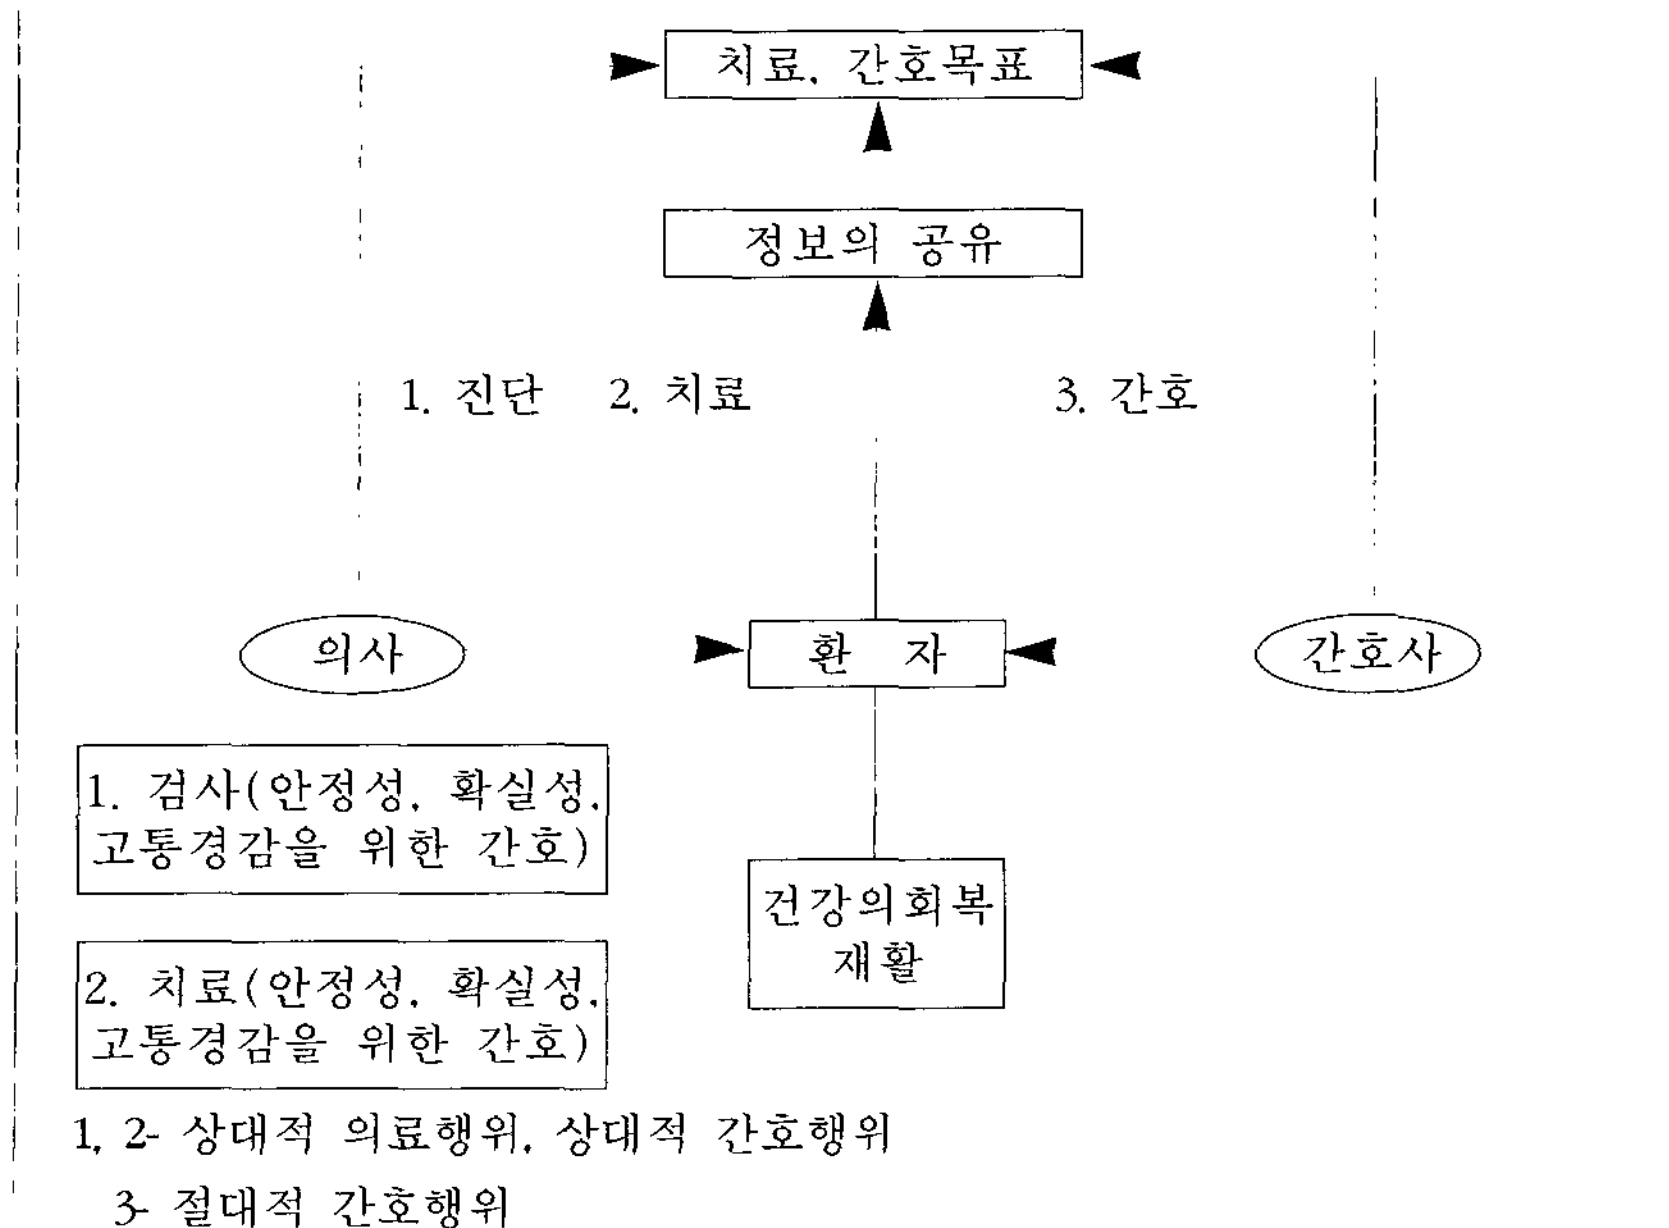 치료, 간호목표
정보의 공유
1. 진단 2. 치료 3. 간호
의사 환 자 간호사
1. 검사(안정성, 확실성,
고통경감을 위한 간호)
건강의회복
재활
2. 치료(안정성, 확실성,
고통경감을 위한 간호)
1, 2- 상대적 의료행위, 상대적 간호행위
3- 절대적 간호행위